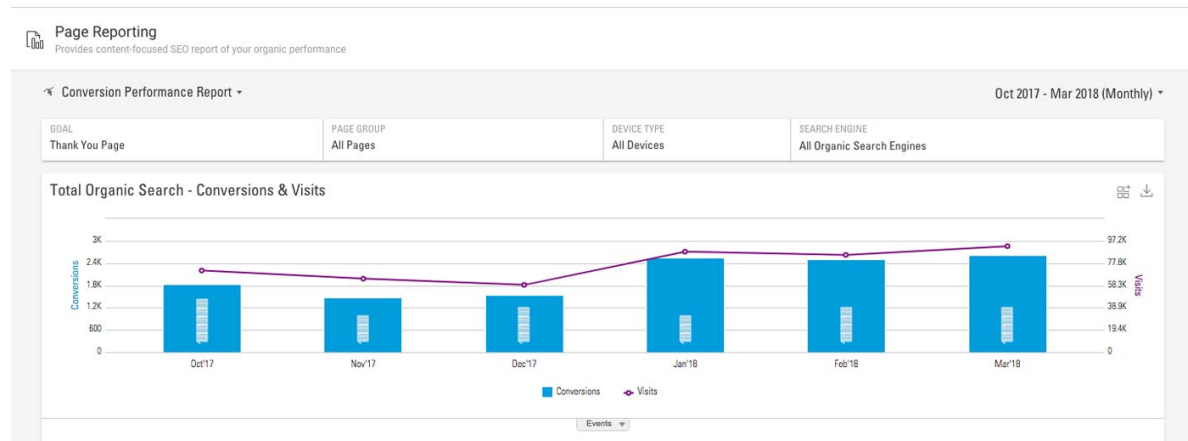 Page Reporting
Provides content-focused SEO report of your organic performance
Conversion Performance Report
Oct 2017 - Mar 2018 (Monthly)
GOAL
Thank You Page
PAGE GROUP
All Pages
DEVICE TYPE
All Devices
SEARCH ENGINE
All Organic Search Engines
Total Organic Search - Conversions & Visits
Conversions
3K
2.4K
1.8K
1.2K
600
0
97.2K
77.8K
58.3K
38.9K
19.4K
0
Visits
Oct'17 Nov'17 Dec'17 Jan'18 Feb'18 Mar'18
Conversions Visits
Events